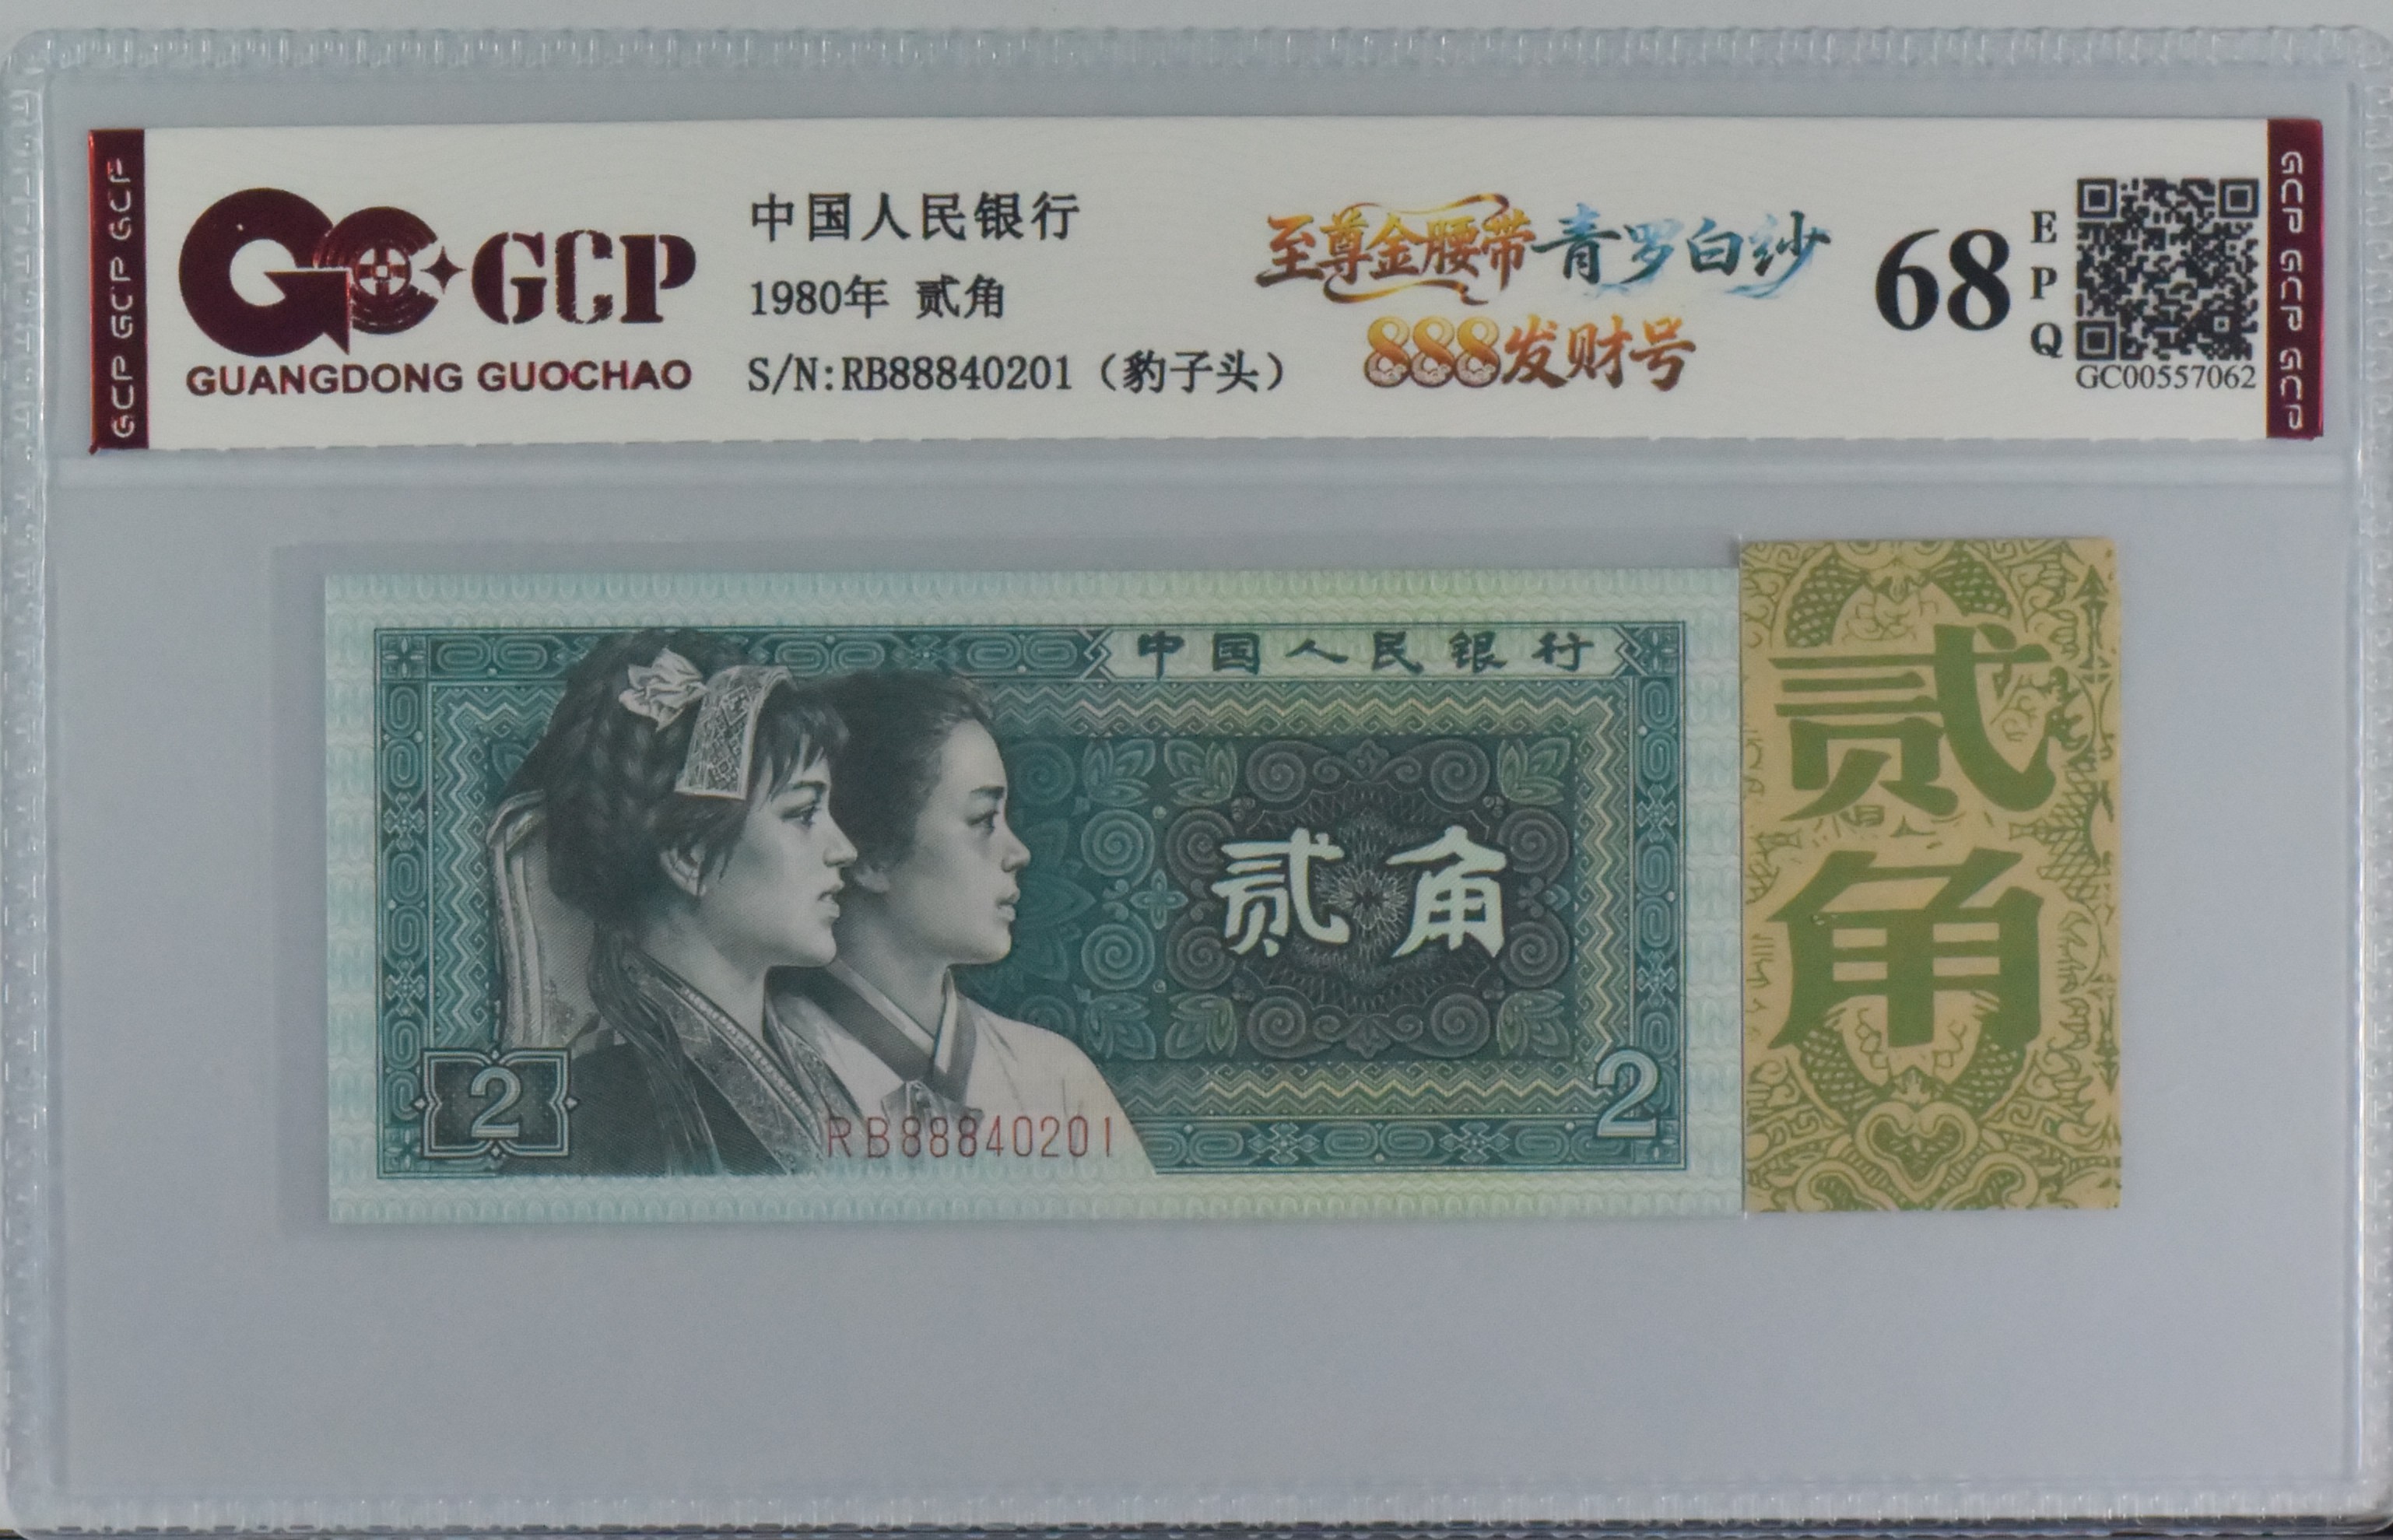 GCP GCP GCP
GCP
GUANGDONG GUOCHAO
中国人民银行
1980年 贰角
S/N:RB88840201（豹子头）
至尊金腰带青罗白纱
888发财号
68
EPQ
GC00557062
GCP GCP GCP
中国人民银行
贰角
2
2
RB88840201
贰角